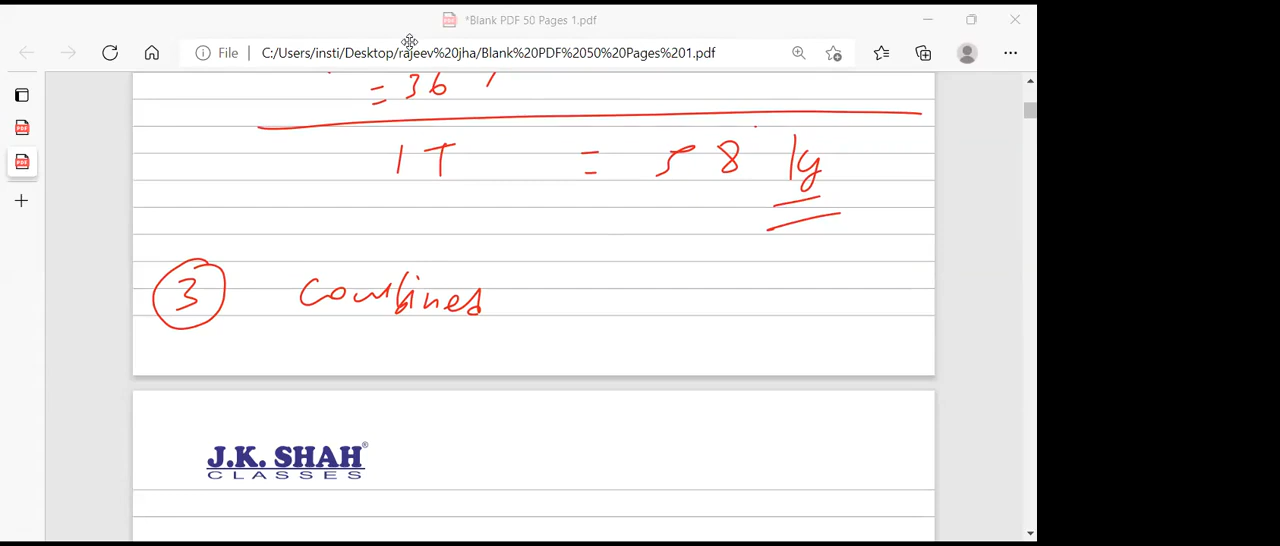 *Blank PDF 50 Pages 1.pdf
File C:/Users/insti/Desktop/rajeev%20jha/Blank%20PDF%2050%20Pages%201.pdf
= 36
1 T = 58 kg
3 Combined
J.K. SHAH®
CLASSES